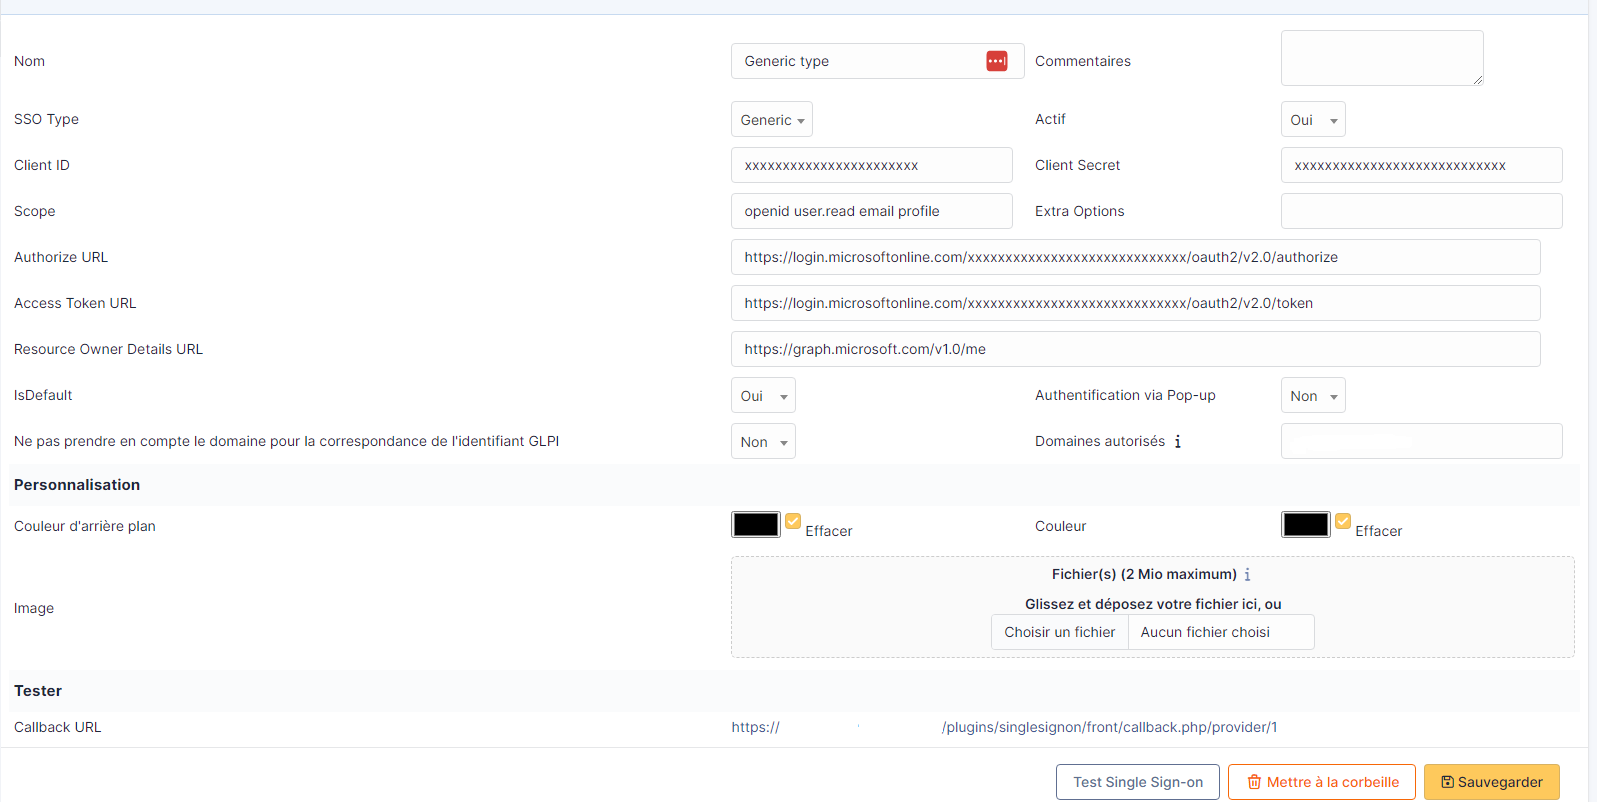 Nom Generic type Commentaires
SSO Type Generic Actif Oui
Client ID xxxxxxxxxxxxxxxxxxxxxxx Client Secret xxxxxxxxxxxxxxxxxxxxxxxxxxxx
Scope openid user.read email profile Extra Options
Authorize URL https://login.microsoftonline.com/xxxxxxxxxxxxxxxxxxxxxxxxxxxxx/oauth2/v2.0/authorize
Access Token URL https://login.microsoftonline.com/xxxxxxxxxxxxxxxxxxxxxxxxxxxxx/oauth2/v2.0/token
Resource Owner Details URL https://graph.microsoft.com/v1.0/me
IsDefault Oui Authentification via Pop-up Non
Ne pas prendre en compte le domaine pour la correspondance de l'identifiant GLPI Non Domaines autorisés
Personnalisation
Couleur d'arrière plan Effacer Couleur Effacer
Fichier(s) (2 Mio maximum)
Glissez et déposez votre fichier ici, ou
Image
Choisir un fichier Aucun fichier choisi
Tester
Callback URL https:// /plugins/singlesignon/front/callback.php/provider/1
Test Single Sign-on Mettre à la corbeille Sauvegarder